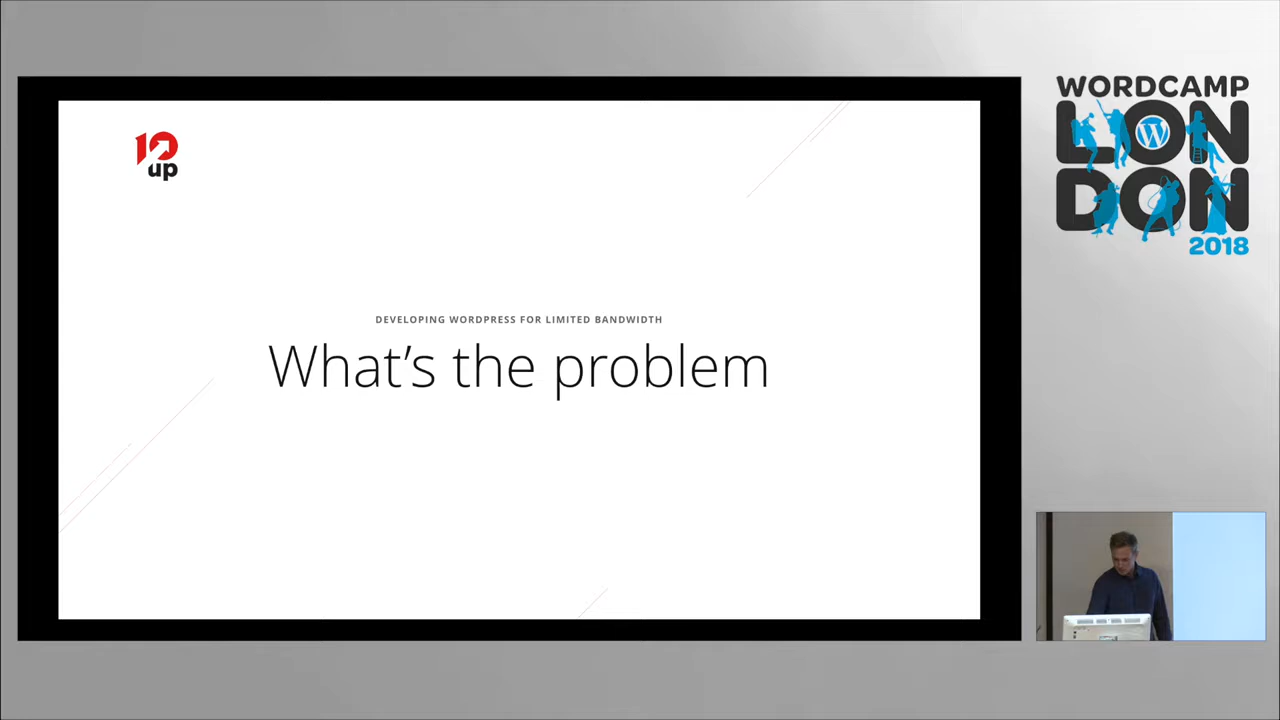 10
up
DEVELOPING WORDPRESS FOR LIMITED BANDWIDTH
What's the problem
WORDCAMP
LON
DON
2018